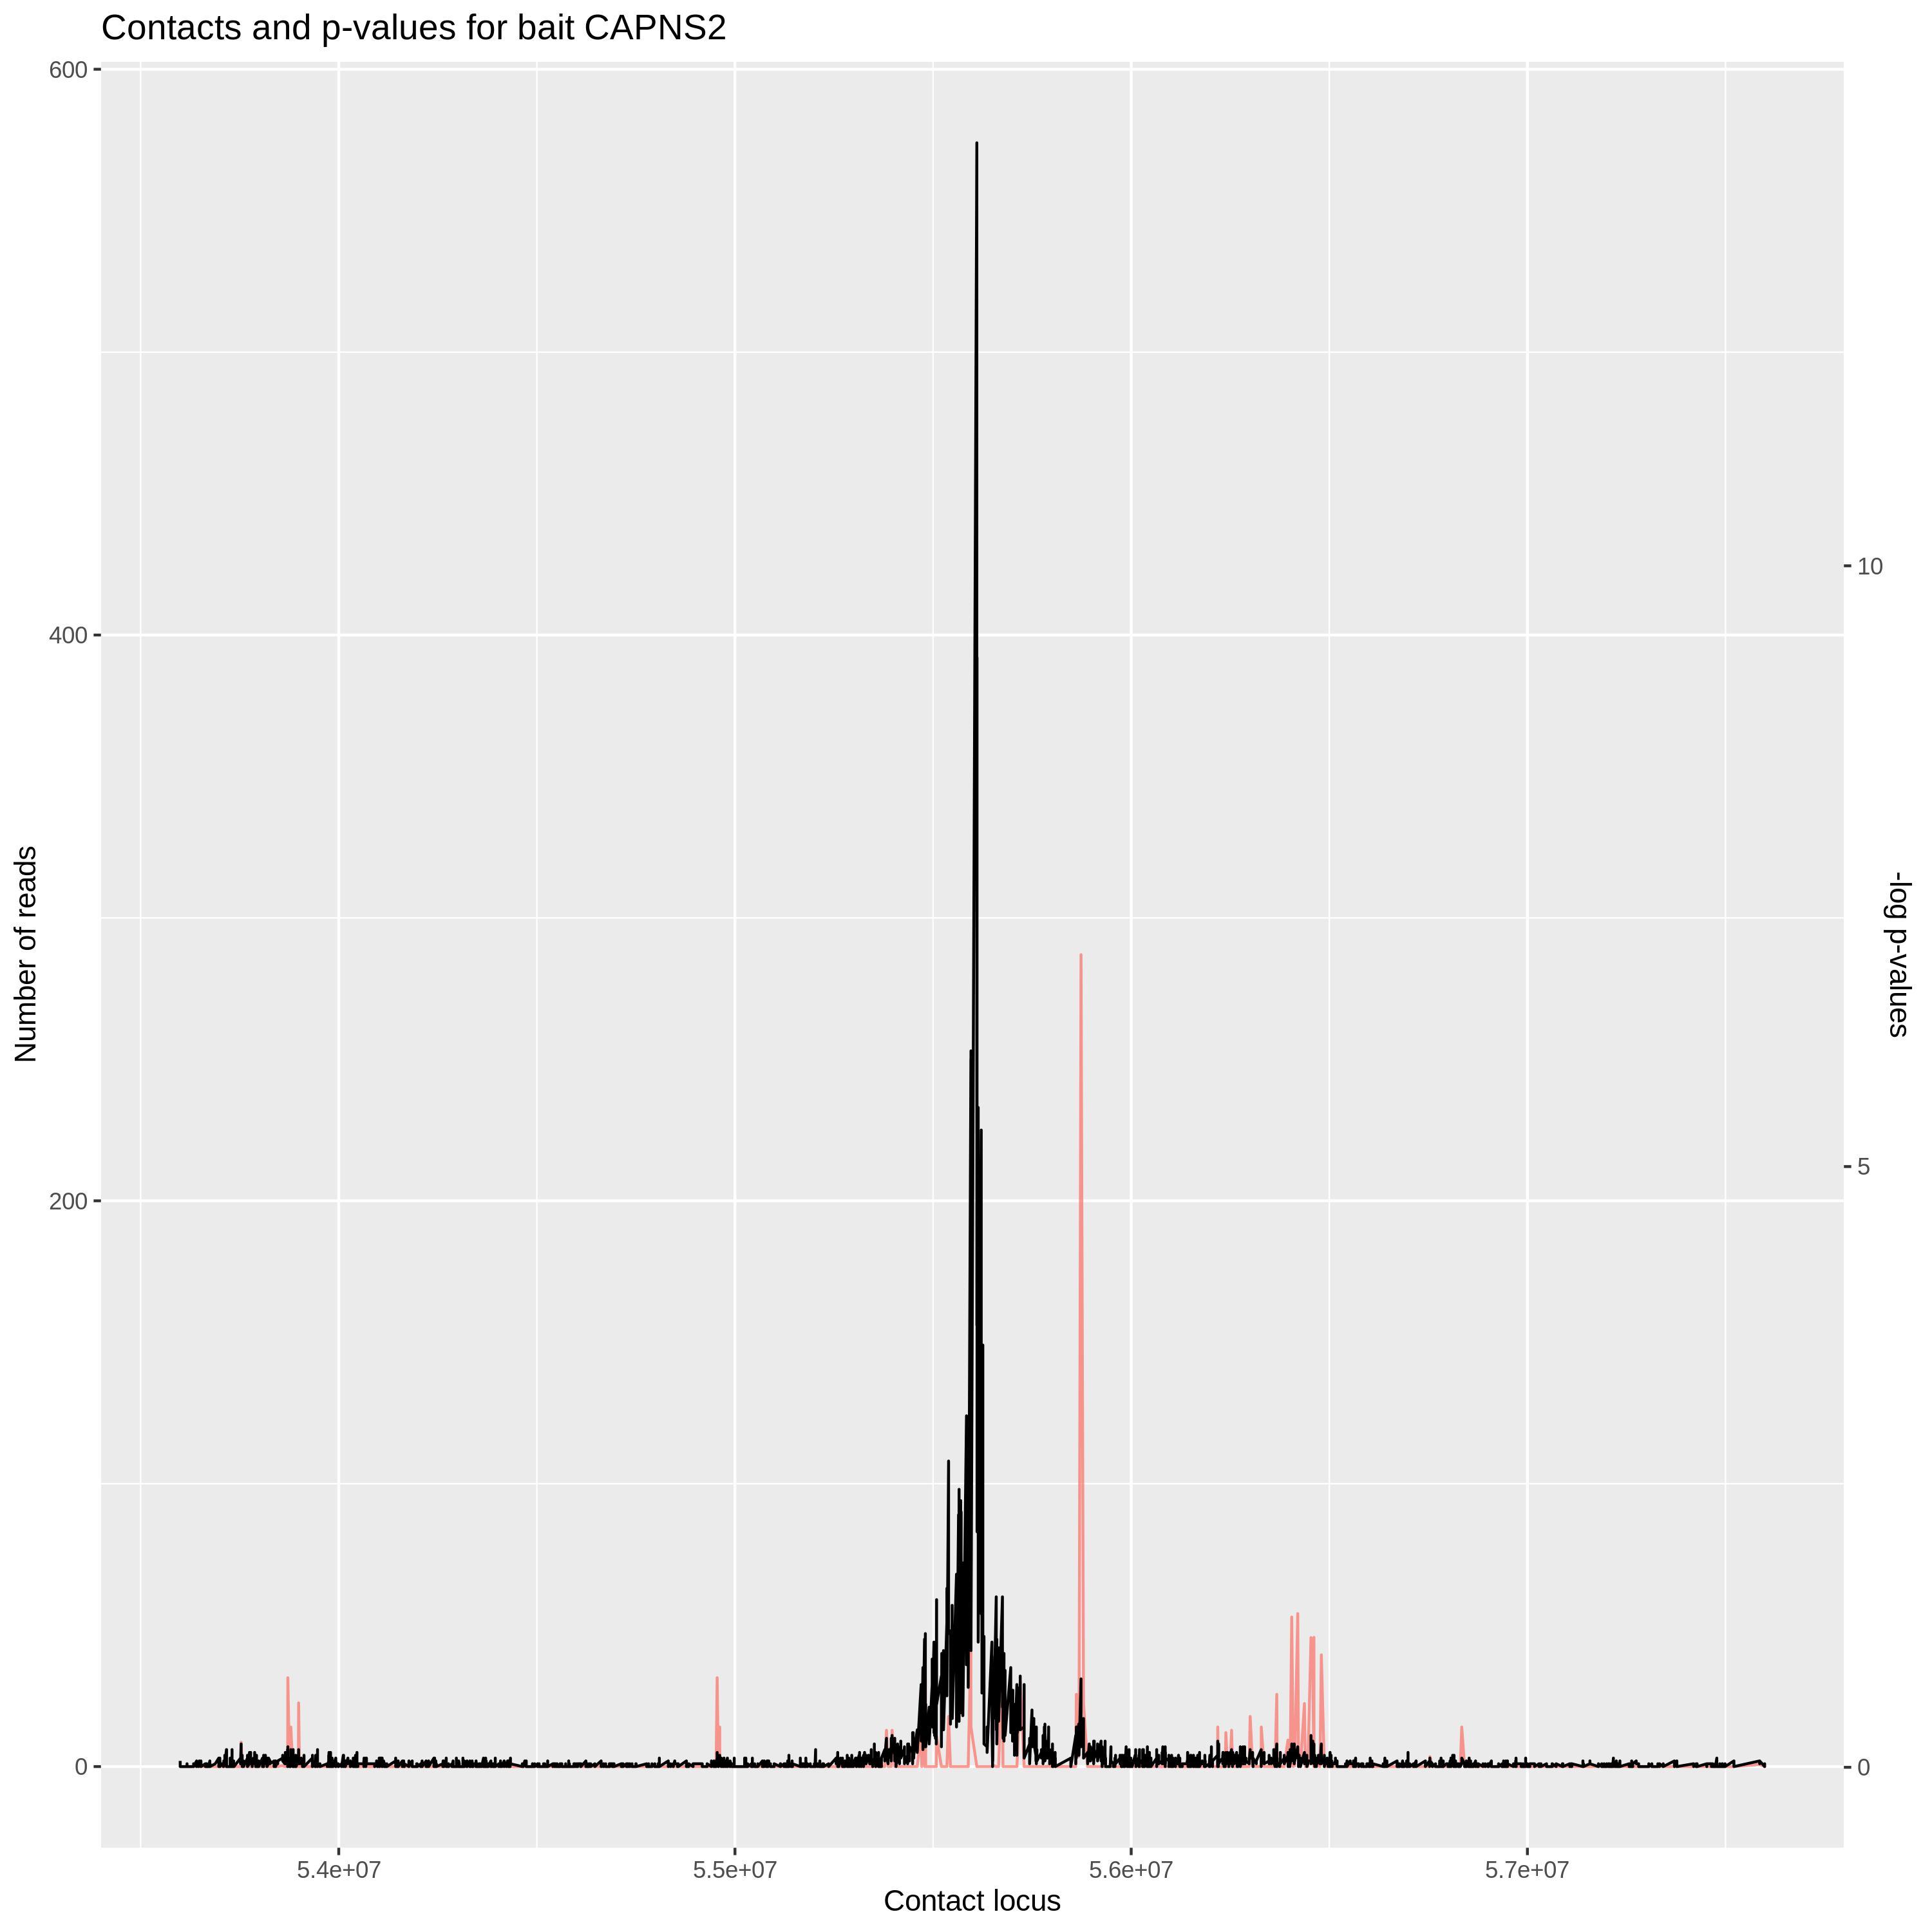 Contacts and p-values for bait CAPNS2
600
400
200
0
Number of reads
10
5
0
-log p-values
5.4e+07
5.5e+07
5.6e+07
5.7e+07
Contact locus